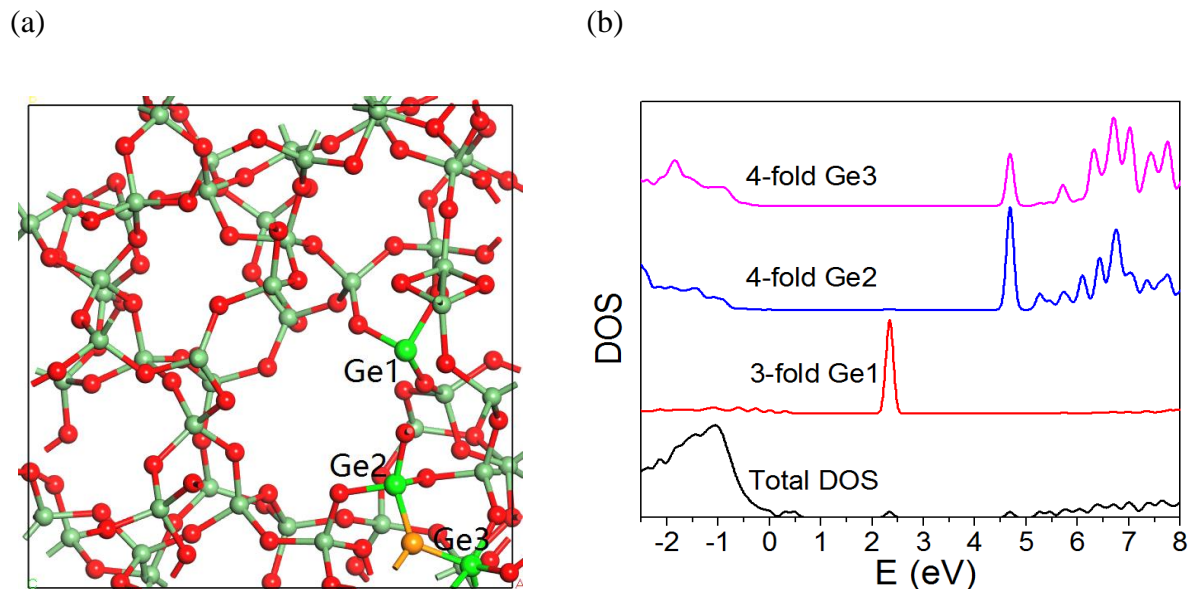 (a)
(b)
Ge1
Ge2
Ge3
DOS
4-fold Ge3
4-fold Ge2
3-fold Ge1
Total DOS
-2 -1 0 1 2 3 4 5 6 7 8
E (eV)